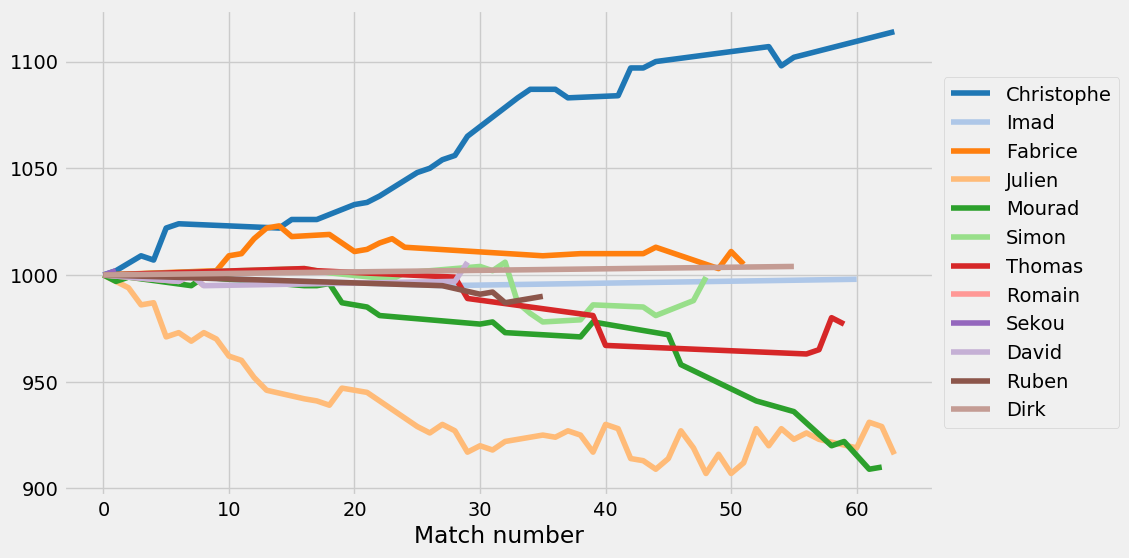 1100
1050
1000
950
900
0 10 20 30 40 50 60
Match number
Christophe
Imad
Fabrice
Julien
Mourad
Simon
Thomas
Romain
Sekou
David
Ruben
Dirk